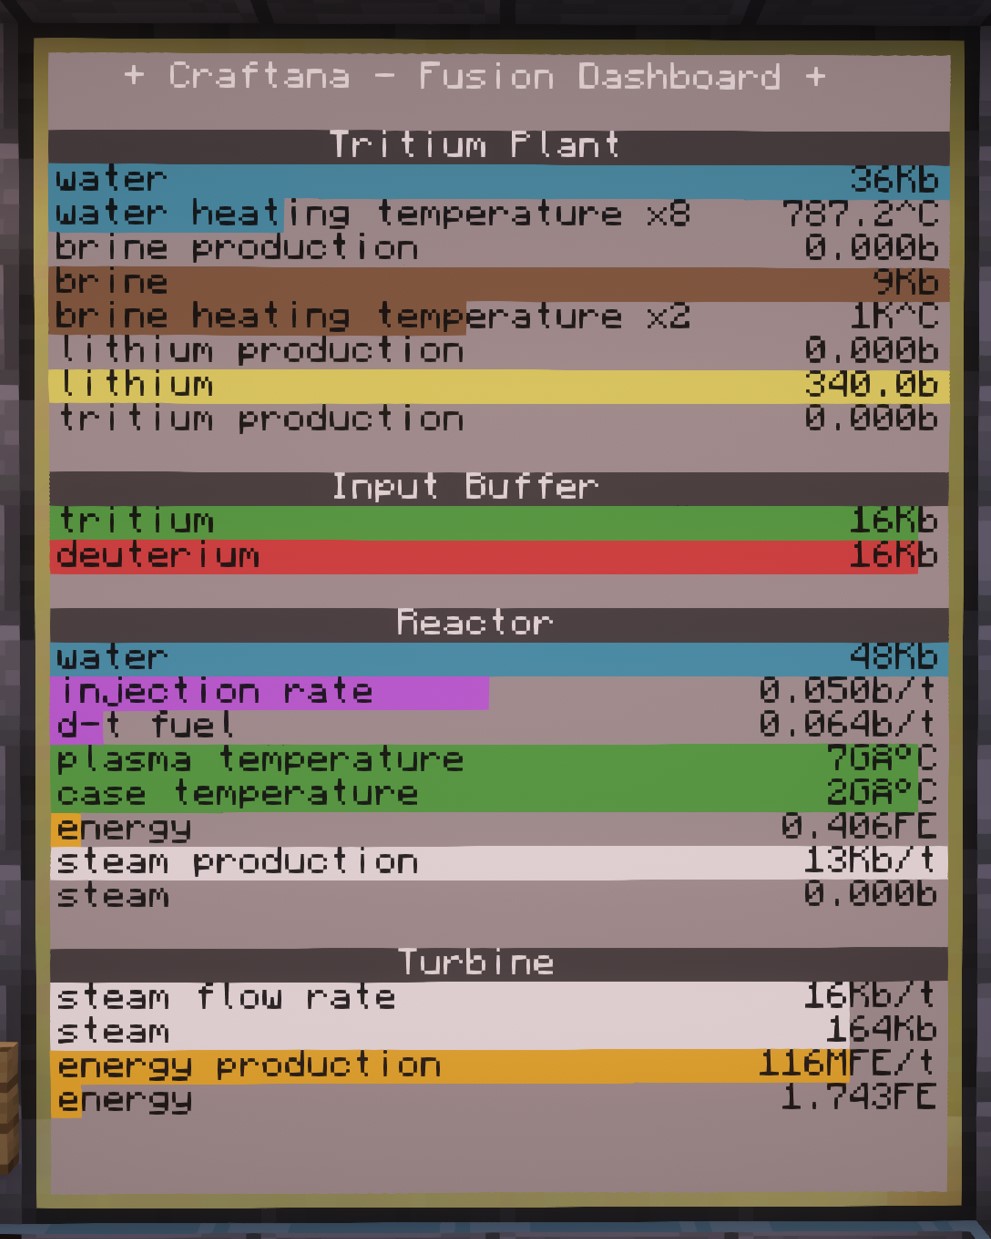 + Craftana - Fusion Dashboard +
Tritium Plant
water 36Kb
water heating temperature x8 787.2^C
brine production 0.000b
brine 9Kb
brine heating temperature x2 1K^C
lithium production 0.000b
lithium 340.0b
tritium production 0.000b
Input Buffer
tritium 16Kb
deuterium 16Kb
Reactor
water 48Kb
injection rate 0.050b/t
d-t fuel 0.064b/t
plasma temperature 7GA°C
case temperature 2GA°C
energy 0.406FE
steam production 13Kb/t
steam 0.000b
Turbine
steam flow rate 16Kb/t
steam 164Kb
energy production 116MFE/t
energy 1.743FE